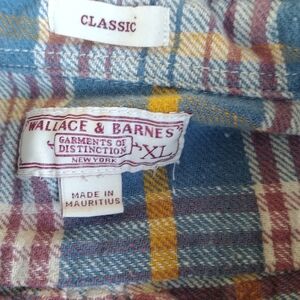 CLASSIC
WALLACE & BARNES
GARMENTS OF
DISTINCTION
XL
NEW YORK
MADE IN
MAURITIUS